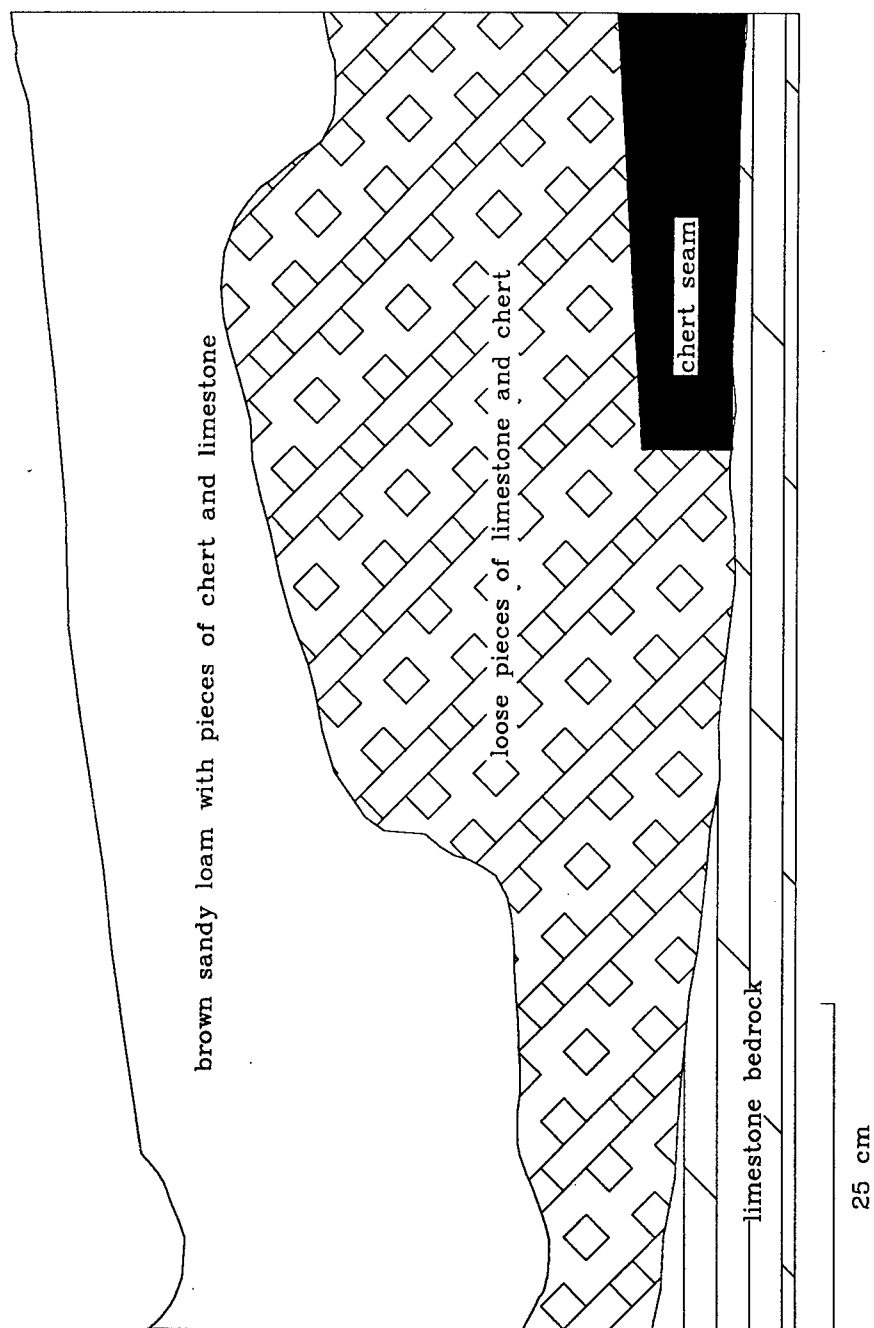 brown sandy loam with pieces of chert and limestone
loose pieces of limestone and chert
chert seam
limestone bedrock
25 cm